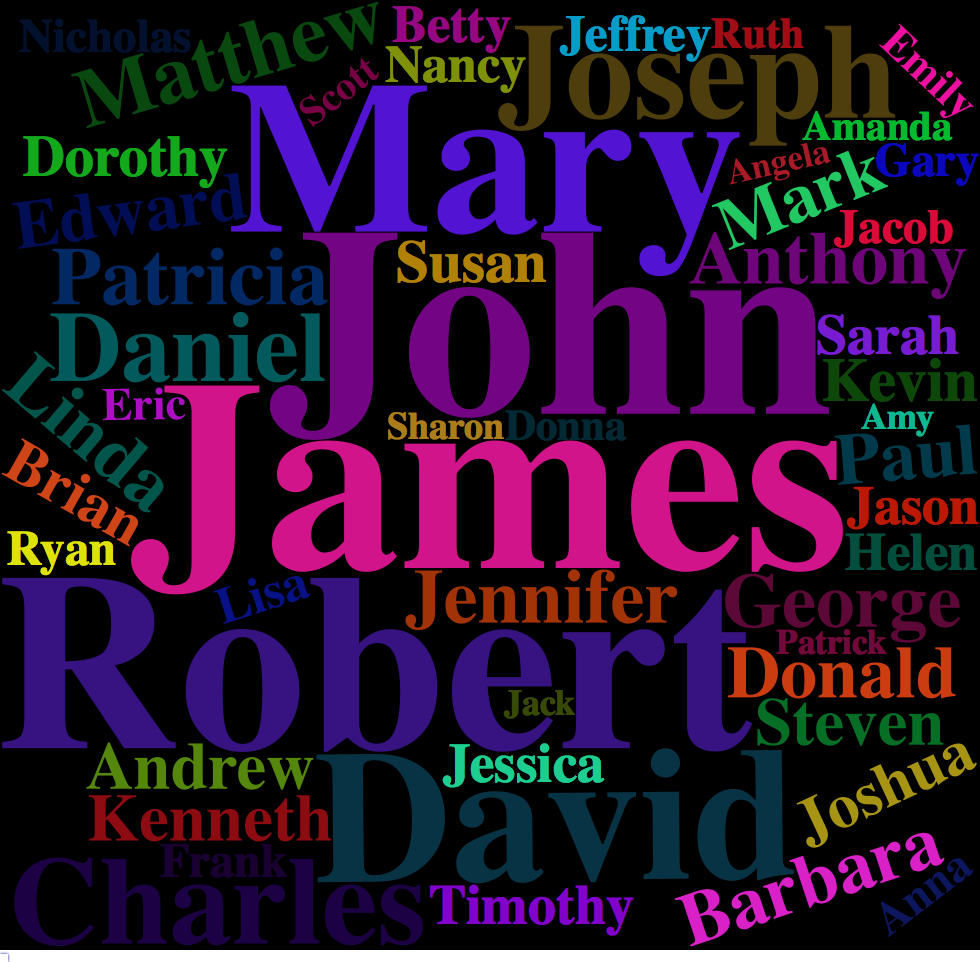 Nicholas
Matthew
Betty
Jeffrey
Ruth
Emily
Scott
Nancy
Joseph
Mary
Amanda
Dorothy
Angela
Gary
Mark
Edward
Jacob
Patricia
Susan
Anthony
John
Daniel
Sarah
Linda
Kevin
Eric
Sharon
Donna
Amy
James
Paul
Brian
Jason
Ryan
Helen
Lisa
Jennifer
George
Robert
Patrick
Donald
Jack
Steven
Andrew
Jessica
Joshua
David
Kenneth
Frank
Charles
Timothy
Barbara
Anna